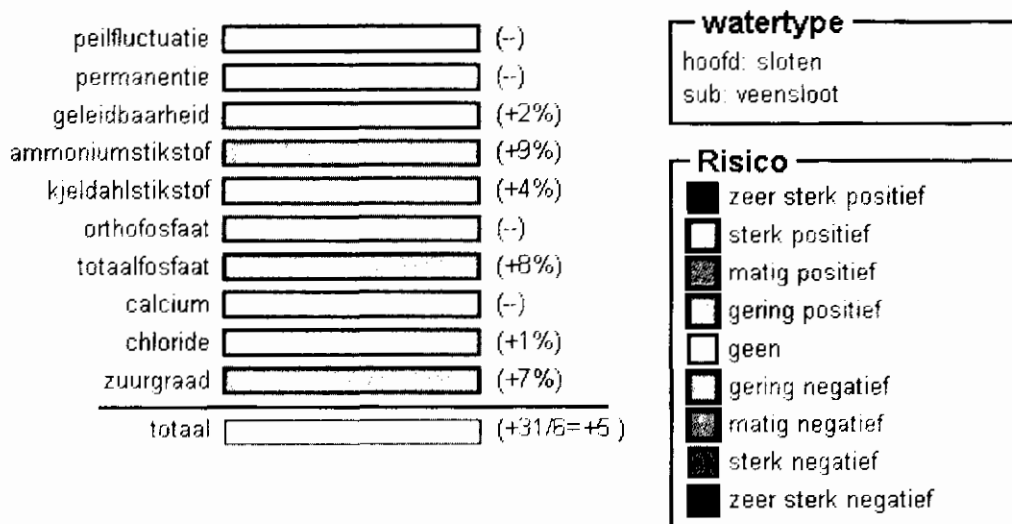 peilfluctuatie (--)
permanentie (--)
geleidbaarheid (+2%)
ammoniumstikstof (+9%)
kjeldahlstikstof (+4%)
orthofosfaat (--)
totaalfosfaat (+8%)
calcium (--)
chloride (+1%)
zuurgraad (+7%)
totaal (+31/6=+5 )
watertype
hoofd: sloten
sub: veensloot
Risico
zeer sterk positief
sterk positief
matig positief
gering positief
geen
gering negatief
matig negatief
sterk negatief
zeer sterk negatief